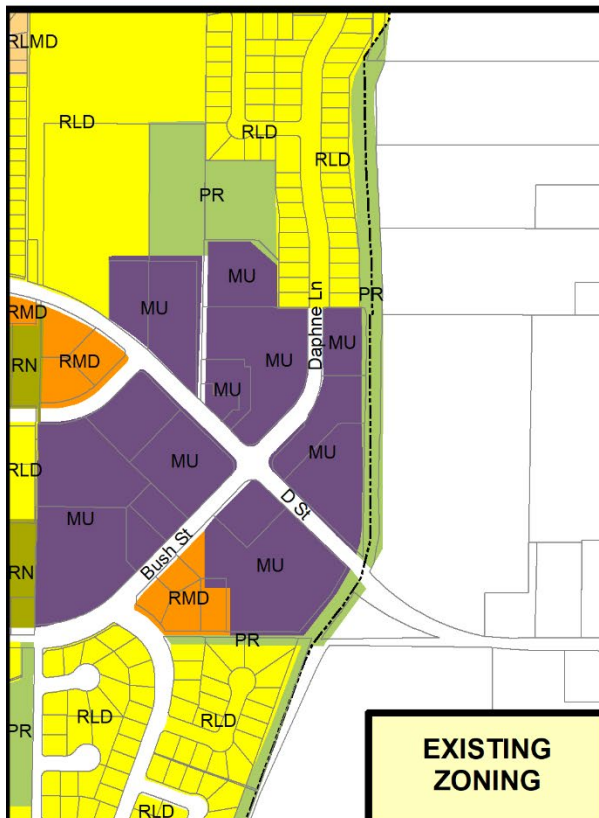 RLMD
RLD
RLD
RLD
PR
MU
PR
MU
Daphne Ln
RMD
RMD
MU
MU
RN
MU
MU
MU
RLD
D St
MU
Bush St
MU
RN
RMD
PR
PR
RLD
RLD
RLD
EXISTING
ZONING